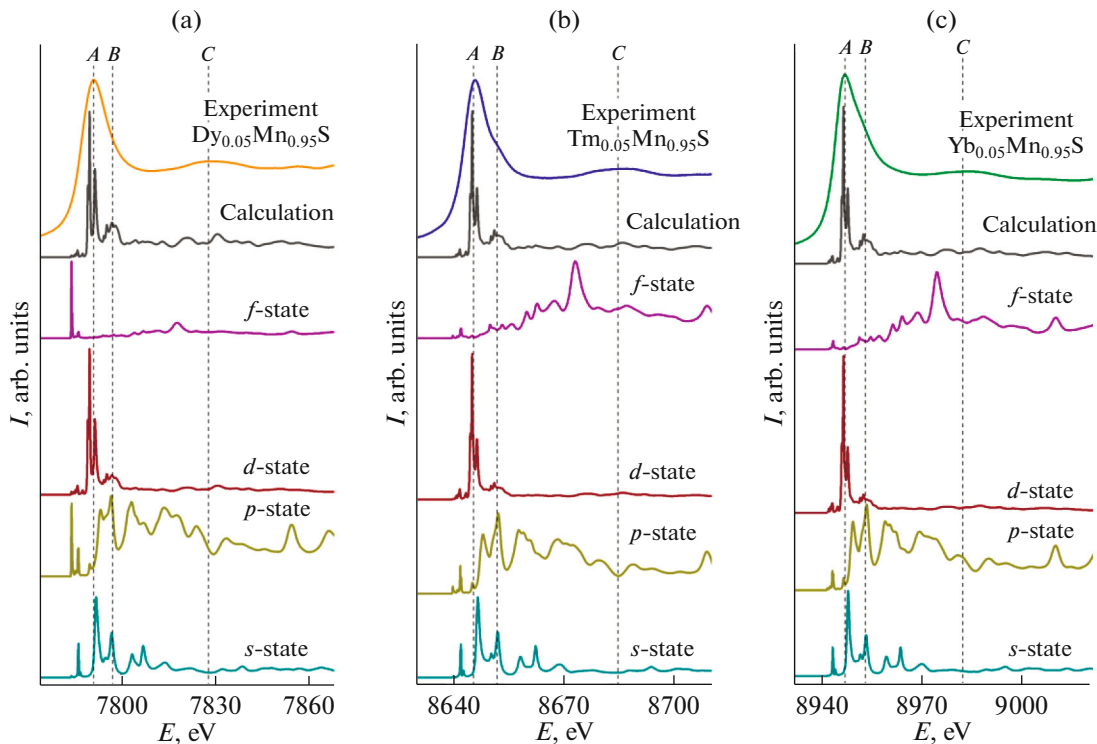 (a)
A B C
Experiment
Dy0.05Mn0.95S
Calculation
f-state
d-state
p-state
s-state
I, arb. units
7800 7830 7860
E, eV
(b)
A B C
Experiment
Tm0.05Mn0.95S
Calculation
f-state
d-state
p-state
s-state
I, arb. units
8640 8670 8700
E, eV
(c)
A B C
Experiment
Yb0.05Mn0.95S
Calculation
f-state
d-state
p-state
s-state
I, arb. units
8940 8970 9000
E, eV